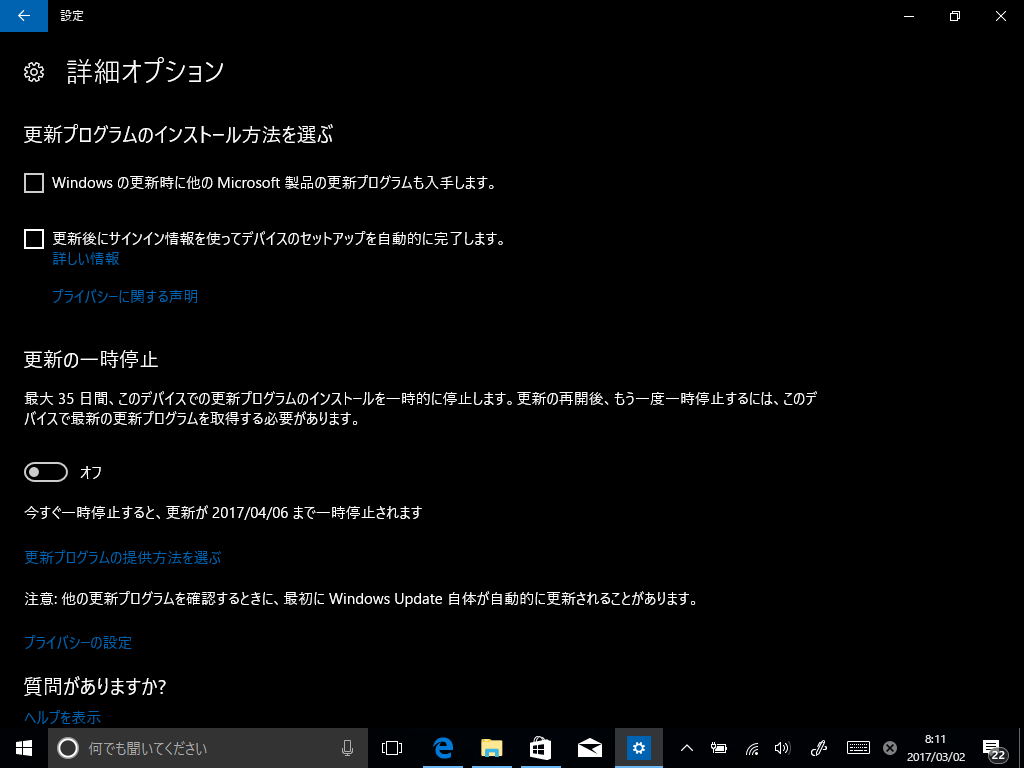 設定
詳細オプション
更新プログラムのインストール方法を選ぶ
Windows の更新時に他の Microsoft 製品の更新プログラムも入手します。
更新後にサインイン情報を使ってデバイスのセットアップを自動的に完了します。
詳しい情報
プライバシーに関する声明
更新の一時停止
最大 35 日間、このデバイスでの更新プログラムのインストールを一時的に停止します。更新の再開後、もう一度一時停止するには、このデ
バイスで最新の更新プログラムを取得する必要があります。
オフ
今すぐ一時停止すると、更新が 2017/04/06 まで一時停止されます
更新プログラムの提供方法を選ぶ
注意: 他の更新プログラムを確認するときに、最初に Windows Update 自体が自動的に更新されることがあります。
プライバシーの設定
質問がありますか?
ヘルプを表示
何でも聞いてください
8:11
2017/03/02
22